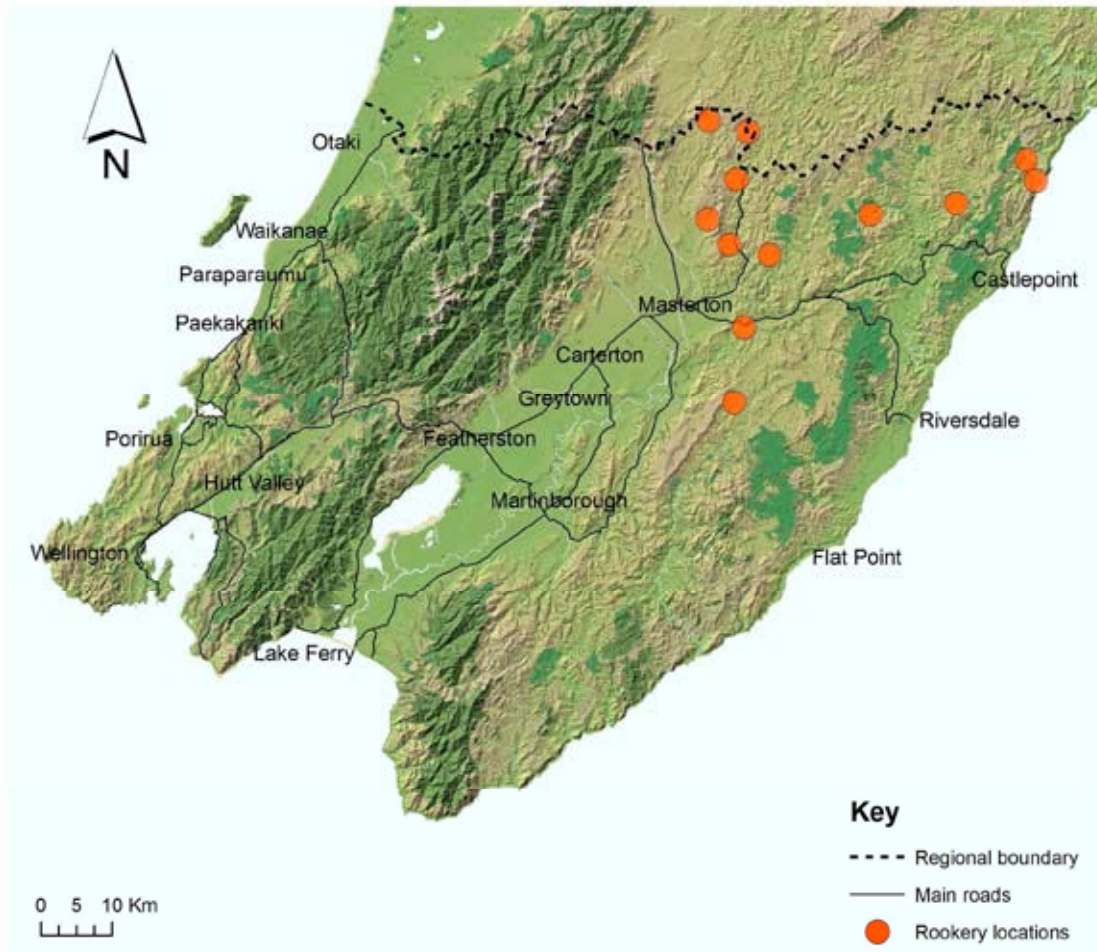 N
Otaki
Waikanae
Paraparaumu
Paekakariki
Castlepoint
Masterton
Carterton
Greytown
Riversdale
Porirua
Featherston
Hutt Valley
Martinborough
Wellington
Flat Point
Lake Ferry
Key
Regional boundary
Main roads
Rookery locations
0 5 10 Km